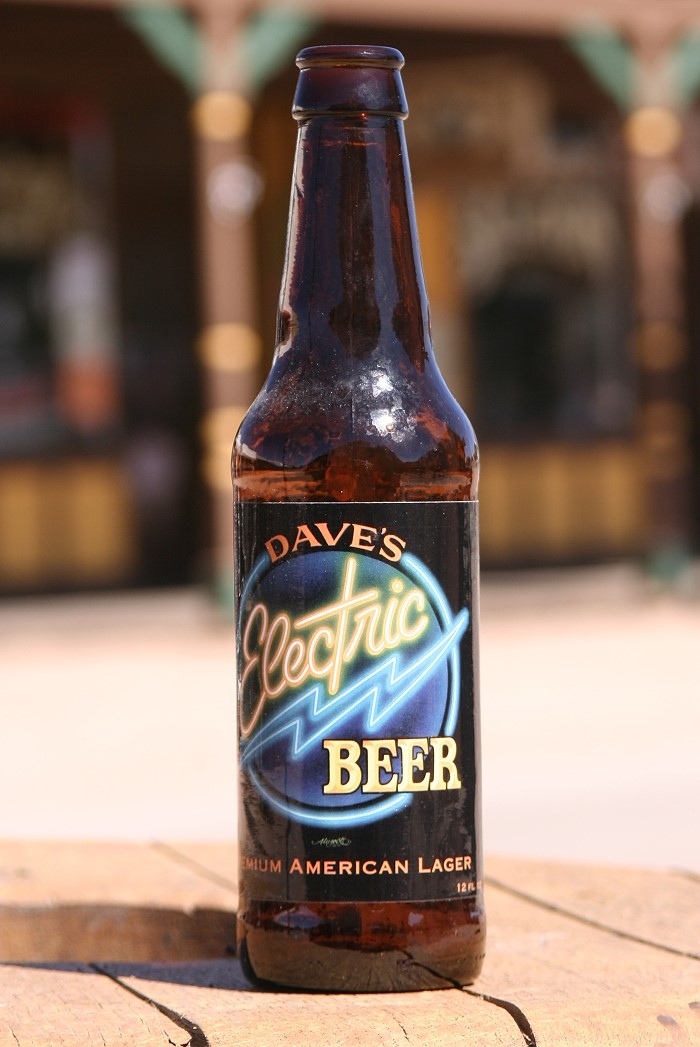 DAVE'S
Electric
BEER
EMIUM AMERICAN LAGER
12 FL